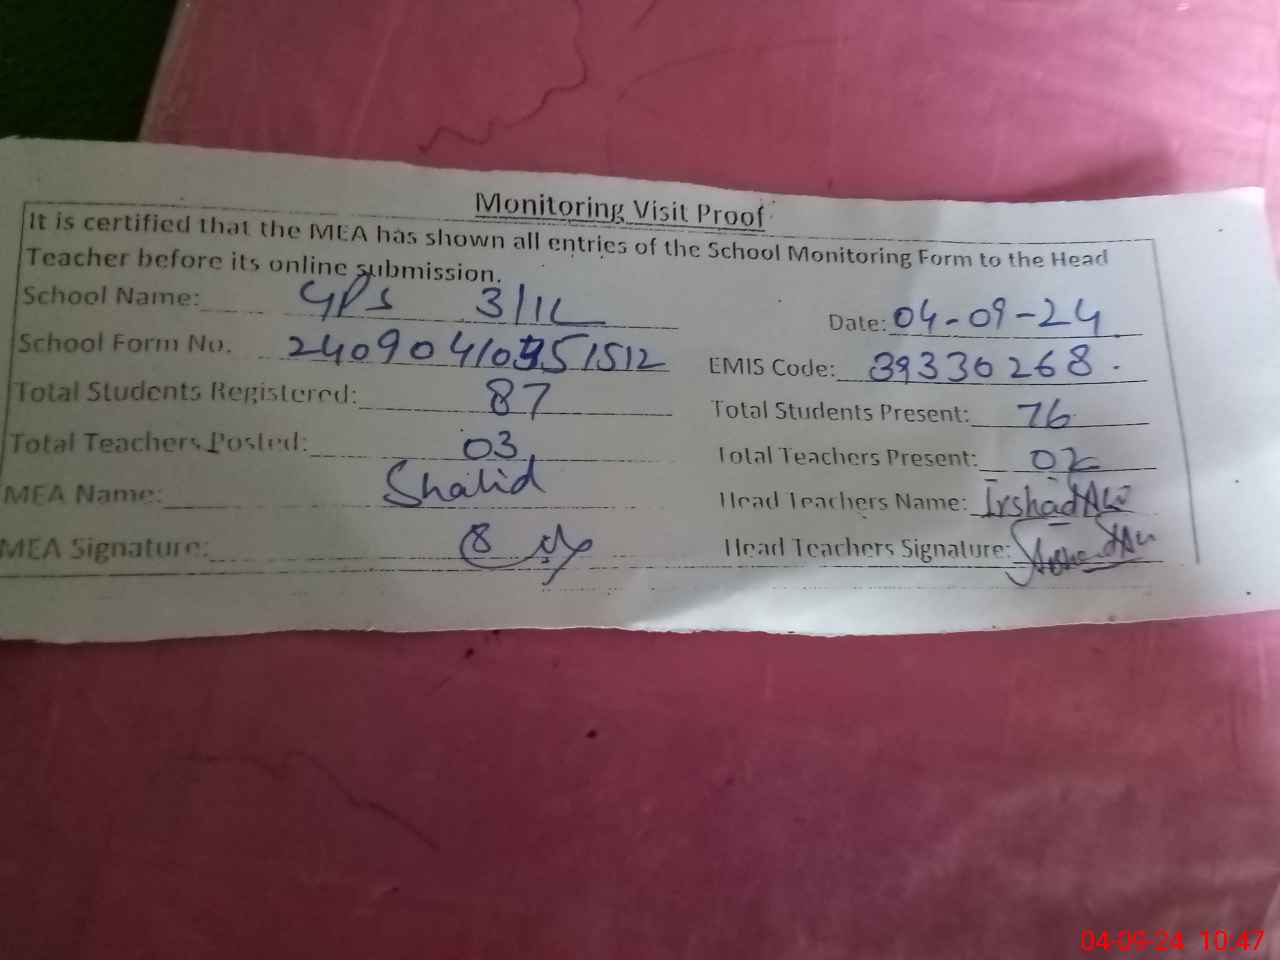 Monitoring Visit Proof
It is certified that the MEA has shown all entries of the School Monitoring Form to the Head
Teacher before its online submission.
School Name: GPS 3/1L Date: 04-09-24
School Form No. EMIS Code: 39330268
Total Students Registered: 87 Total Students Present: 76
Total Teachers Posted: 03 Total Teachers Present: 02
MEA Name: Shahid Head Teachers Name: Irshad Ali
MEA Signature: Head Teachers Signature:
04-09-24 10:47